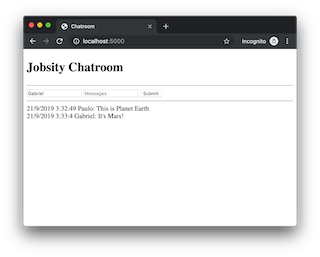 Chatroom
localhost:5000
Incognito
Jobsity Chatroom
Gabriel
Messages
Submit
21/9/2019 3:32:49 Paulo: This is Planet Earth
21/9/2019 3:33:4 Gabriel: It's Mars!